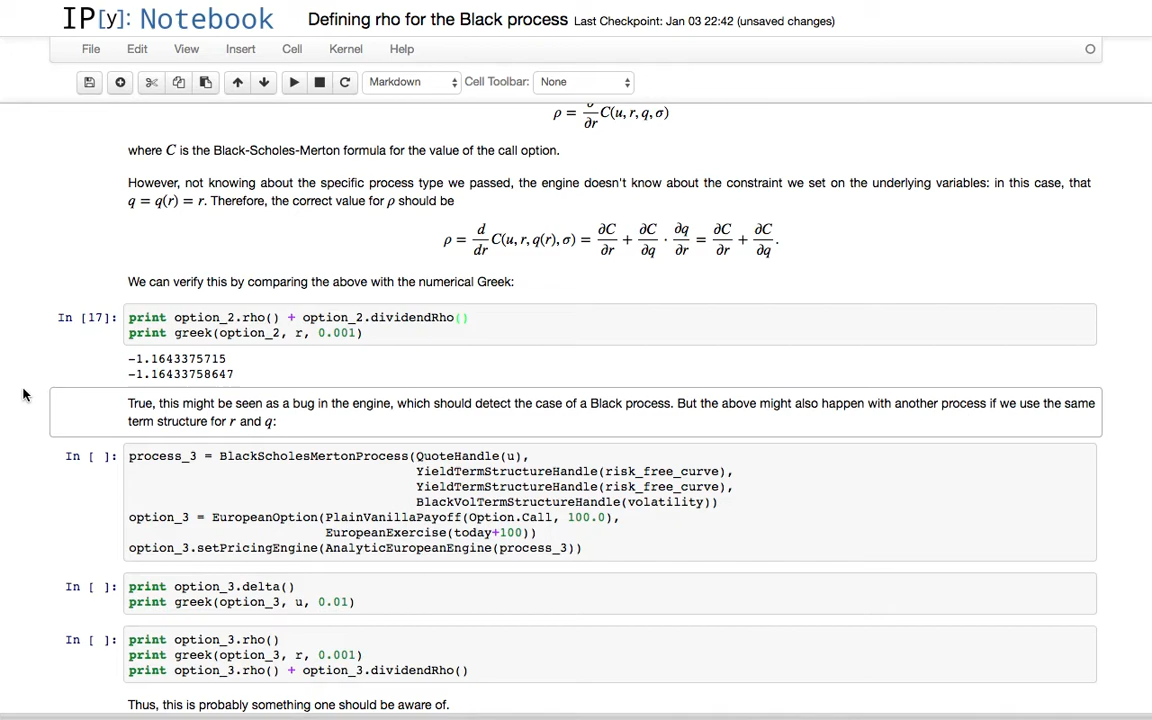 IP[y]: Notebook Defining rho for the Black process Last Checkpoint: Jan 03 22:42 (unsaved changes)
File Edit View Insert Cell Kernel Help
Markdown Cell Toolbar: None
ρ = ∂/∂r C(u, r, q, σ)
where C is the Black-Scholes-Merton formula for the value of the call option.
However, not knowing about the specific process type we passed, the engine doesn't know about the constraint we set on the underlying variables: in this case, that
q = q(r) = r. Therefore, the correct value for ρ should be
ρ = d/dr C(u, r, q(r), σ) = ∂C/∂r + ∂C/∂q · ∂q/∂r = ∂C/∂r + ∂C/∂q.
We can verify this by comparing the above with the numerical Greek:
In [17]: print option_2.rho() + option_2.dividendRho()
print greek(option_2, r, 0.001)
-1.1643375715
-1.16433758647
True, this might be seen as a bug in the engine, which should detect the case of a Black process. But the above might also happen with another process if we use the same
term structure for r and q:
In [ ]: process_3 = BlackScholesMertonProcess(QuoteHandle(u),
YieldTermStructureHandle(risk_free_curve),
YieldTermStructureHandle(risk_free_curve),
BlackVolTermStructureHandle(volatility))
option_3 = EuropeanOption(PlainVanillaPayoff(Option.Call, 100.0),
EuropeanExercise(today+100))
option_3.setPricingEngine(AnalyticEuropeanEngine(process_3))
In [ ]: print option_3.delta()
print greek(option_3, u, 0.01)
In [ ]: print option_3.rho()
print greek(option_3, r, 0.001)
print option_3.rho() + option_3.dividendRho()
Thus, this is probably something one should be aware of.